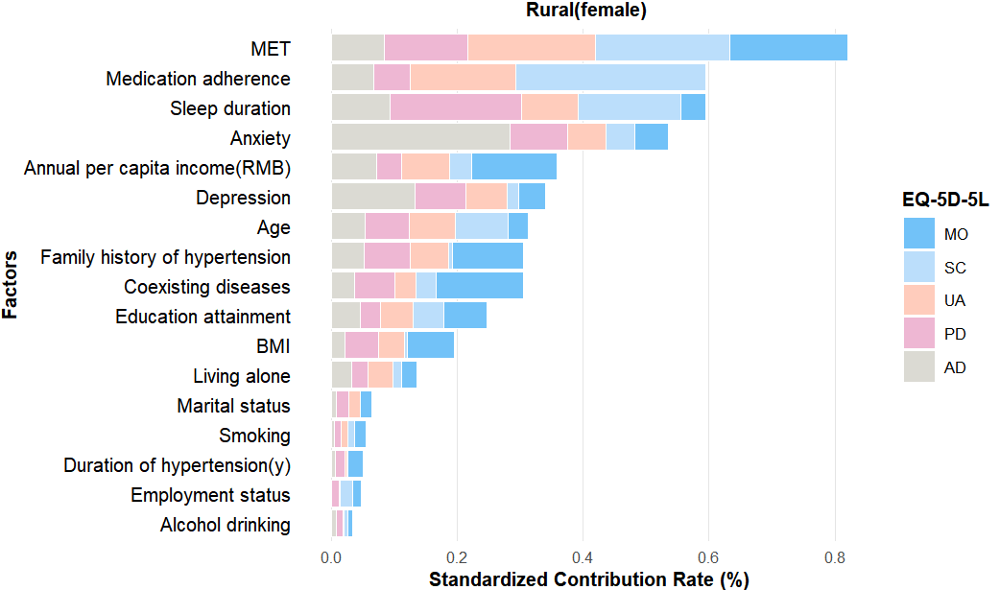 Rural(female)
MET
Medication adherence
Sleep duration
Anxiety
Annual per capita income(RMB)
Depression
Age
Family history of hypertension
Coexisting diseases
Education attainment
BMI
Living alone
Marital status
Smoking
Duration of hypertension(y)
Employment status
Alcohol drinking
Factors
0.0 0.2 0.4 0.6 0.8
Standardized Contribution Rate (%)
EQ-5D-5L
MO
SC
UA
PD
AD